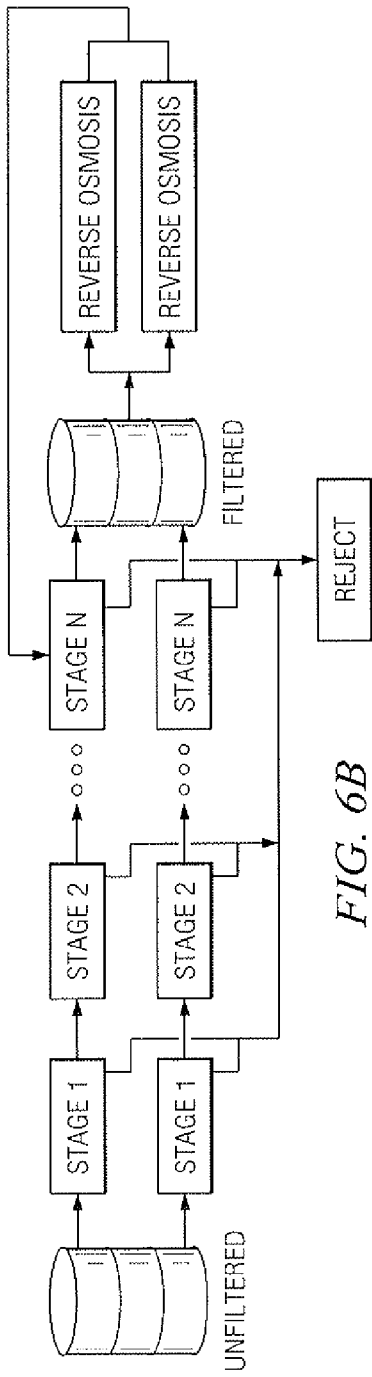 UNFILTERED
STAGE 1
STAGE 2
STAGE N
STAGE 1
STAGE 2
STAGE N
FILTERED
REVERSE OSMOSIS
REVERSE OSMOSIS
REJECT
FIG. 6B